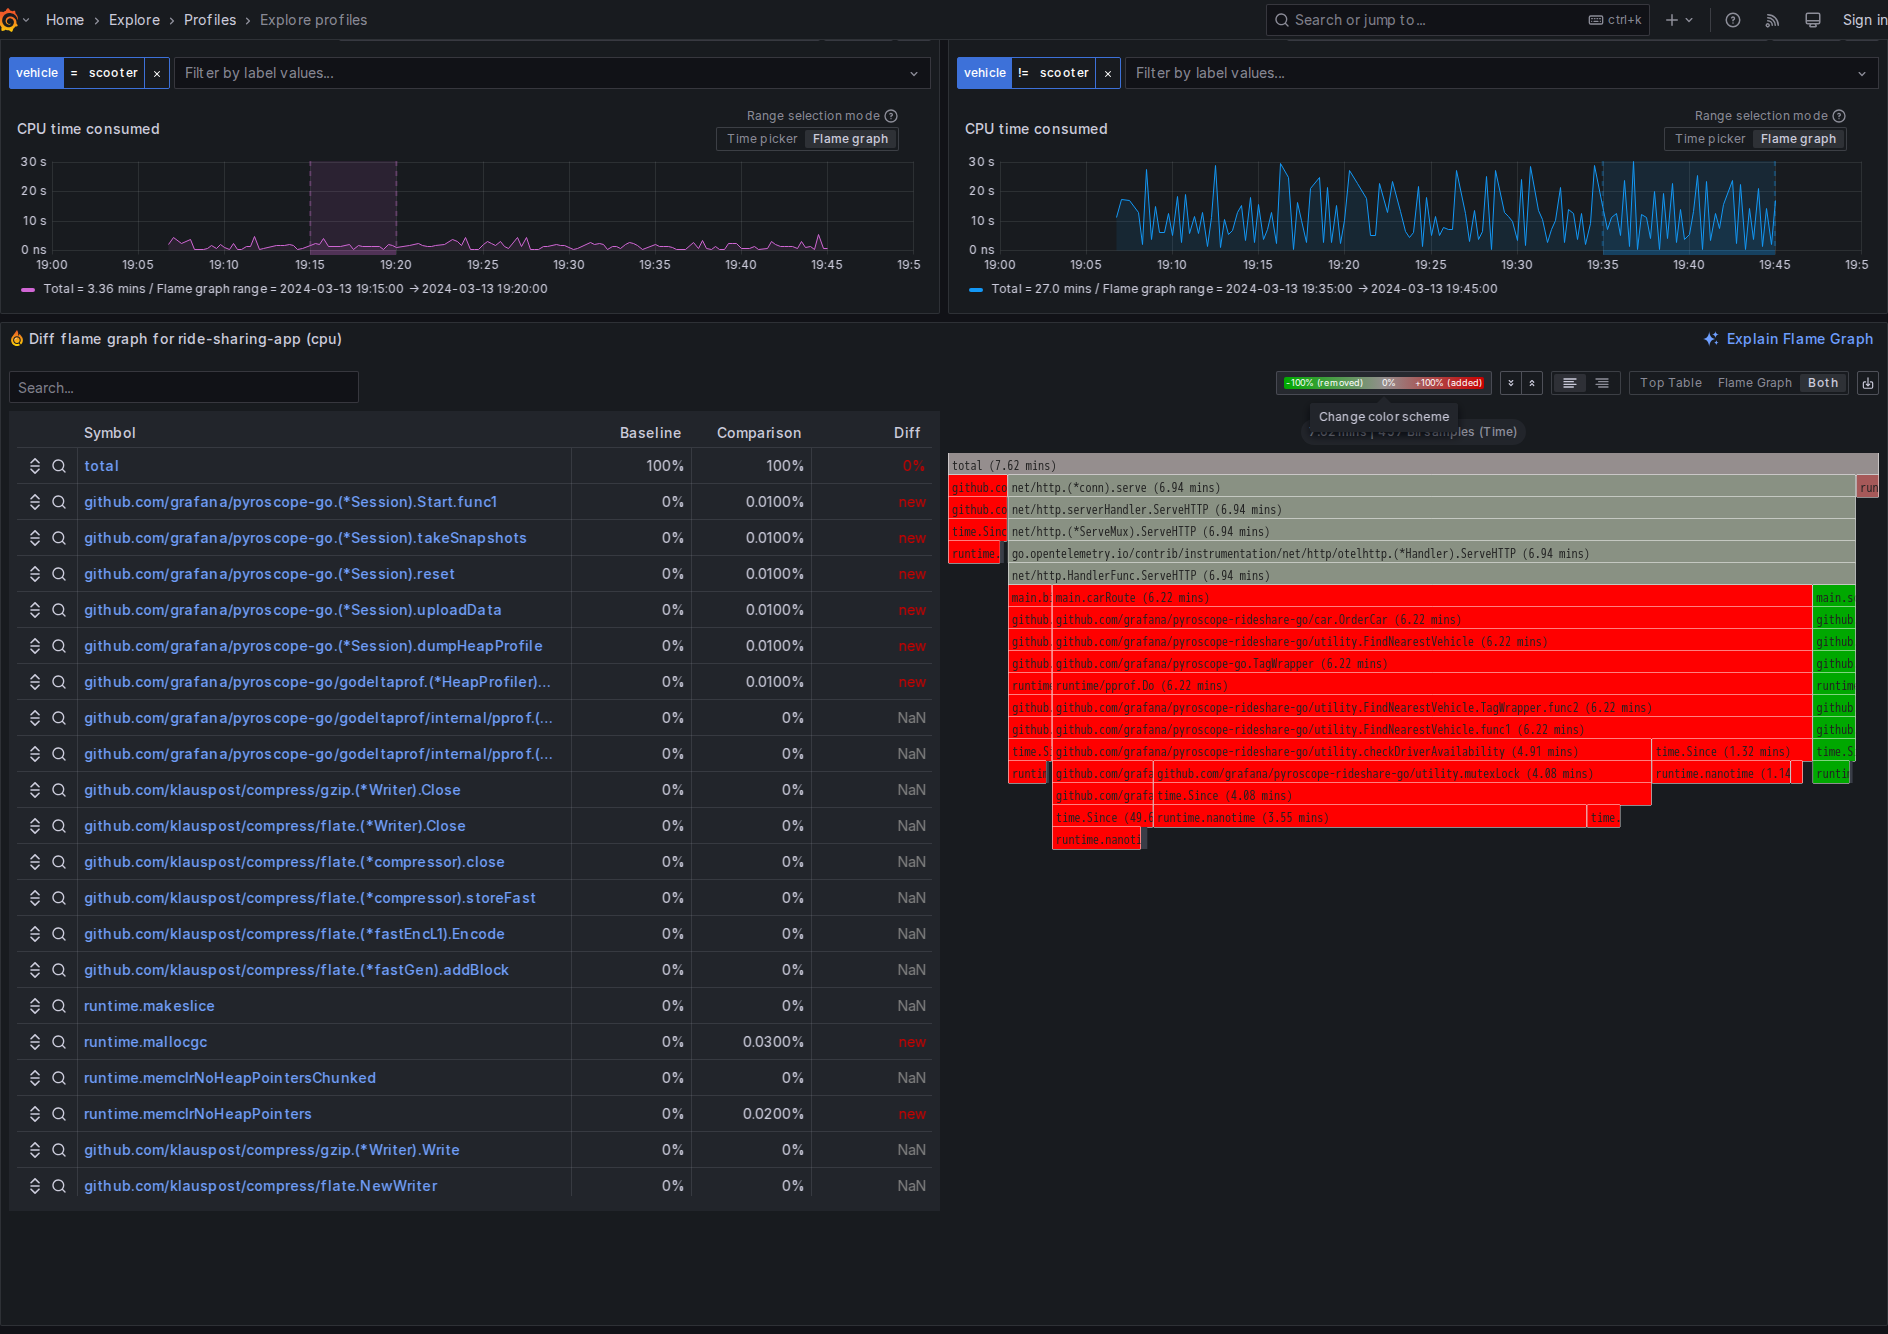 Home › Explore › Profiles › Explore profiles
Search or jump to...
ctrl+k
Sign in
vehicle = scooter ×
Filter by label values...
CPU time consumed
Range selection mode
Time picker Flame graph
30 s
20 s
10 s
0 ns
19:00 19:05 19:10 19:15 19:20 19:25 19:30 19:35 19:40 19:45 19:5
Total = 3.36 mins / Flame graph range = 2024-03-13 19:15:00 → 2024-03-13 19:20:00
vehicle != scooter ×
Filter by label values...
CPU time consumed
Range selection mode
Time picker Flame graph
30 s
20 s
10 s
0 ns
19:00 19:05 19:10 19:15 19:20 19:25 19:30 19:35 19:40 19:45 19:5
Total = 27.0 mins / Flame graph range = 2024-03-13 19:35:00 → 2024-03-13 19:45:00
Diff flame graph for ride-sharing-app (cpu)
Explain Flame Graph
Search...
-100% (removed) 0% +100% (added)
Top Table Flame Graph Both
Change color scheme
(Time)
Symbol Baseline Comparison Diff
total 100% 100% 0%
github.com/grafana/pyroscope-go.(*Session).Start.func1 0% 0.0100% new
github.com/grafana/pyroscope-go.(*Session).takeSnapshots 0% 0.0100% new
github.com/grafana/pyroscope-go.(*Session).reset 0% 0.0100% new
github.com/grafana/pyroscope-go.(*Session).uploadData 0% 0.0100% new
github.com/grafana/pyroscope-go.(*Session).dumpHeapProfile 0% 0.0100% new
github.com/grafana/pyroscope-go/godeltaprof.(*HeapProfiler)... 0% 0.0100% new
github.com/grafana/pyroscope-go/godeltaprof/internal/pprof.(... 0% 0% NaN
github.com/grafana/pyroscope-go/godeltaprof/internal/pprof.(... 0% 0% NaN
github.com/klauspost/compress/gzip.(*Writer).Close 0% 0% NaN
github.com/klauspost/compress/flate.(*Writer).Close 0% 0% NaN
github.com/klauspost/compress/flate.(*compressor).close 0% 0% NaN
github.com/klauspost/compress/flate.(*compressor).storeFast 0% 0% NaN
github.com/klauspost/compress/flate.(*fastEncL1).Encode 0% 0% NaN
github.com/klauspost/compress/flate.(*fastGen).addBlock 0% 0% NaN
runtime.makeslice 0% 0% NaN
runtime.mallocgc 0% 0.0300% new
runtime.memclrNoHeapPointersChunked 0% 0% NaN
runtime.memclrNoHeapPointers 0% 0.0200% new
github.com/klauspost/compress/gzip.(*Writer).Write 0% 0% NaN
github.com/klauspost/compress/flate.NewWriter 0% 0% NaN
total (7.62 mins)
github.co net/http.(*conn).serve (6.94 mins) run
github.co net/http.serverHandler.ServeHTTP (6.94 mins)
time.Sinc net/http.(*ServeMux).ServeHTTP (6.94 mins)
runtime. go.opentelemetry.io/contrib/instrumentation/net/http/otelhttp.(*Handler).ServeHTTP (6.94 mins)
net/http.HandlerFunc.ServeHTTP (6.94 mins)
main.b main.carRoute (6.22 mins) main.s
github. github.com/grafana/pyroscope-rideshare-go/car.OrderCar (6.22 mins) github
github. github.com/grafana/pyroscope-rideshare-go/utility.FindNearestVehicle (6.22 mins) github
github. github.com/grafana/pyroscope-go.TagWrapper (6.22 mins) github
runtime runtime/pprof.Do (6.22 mins) runtim
github. github.com/grafana/pyroscope-rideshare-go/utility.FindNearestVehicle.TagWrapper.func2 (6.22 mins) github
github. github.com/grafana/pyroscope-rideshare-go/utility.FindNearestVehicle.func1 (6.22 mins) github
time.S github.com/grafana/pyroscope-rideshare-go/utility.checkDriverAvailability (4.91 mins) time.Since (1.32 mins) time.S
runtim github.com/grafa github.com/grafana/pyroscope-rideshare-go/utility.mutexlock (4.08 mins) runtime.nanotime (1.14 runti
github.com/grafa time.Since (4.08 mins)
time.Since (49.6 runtime.nanotime (3.55 mins) time.
runtime.nanot